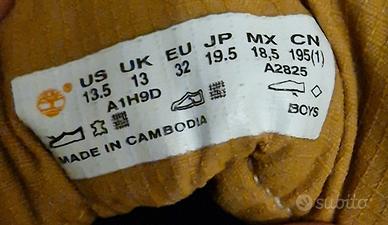 US UK EU JP MX CN
13.5 13 32 19.5 18,5 195(1)
A1H9D A2825
BOYS
MADE IN CAMBODIA
subito